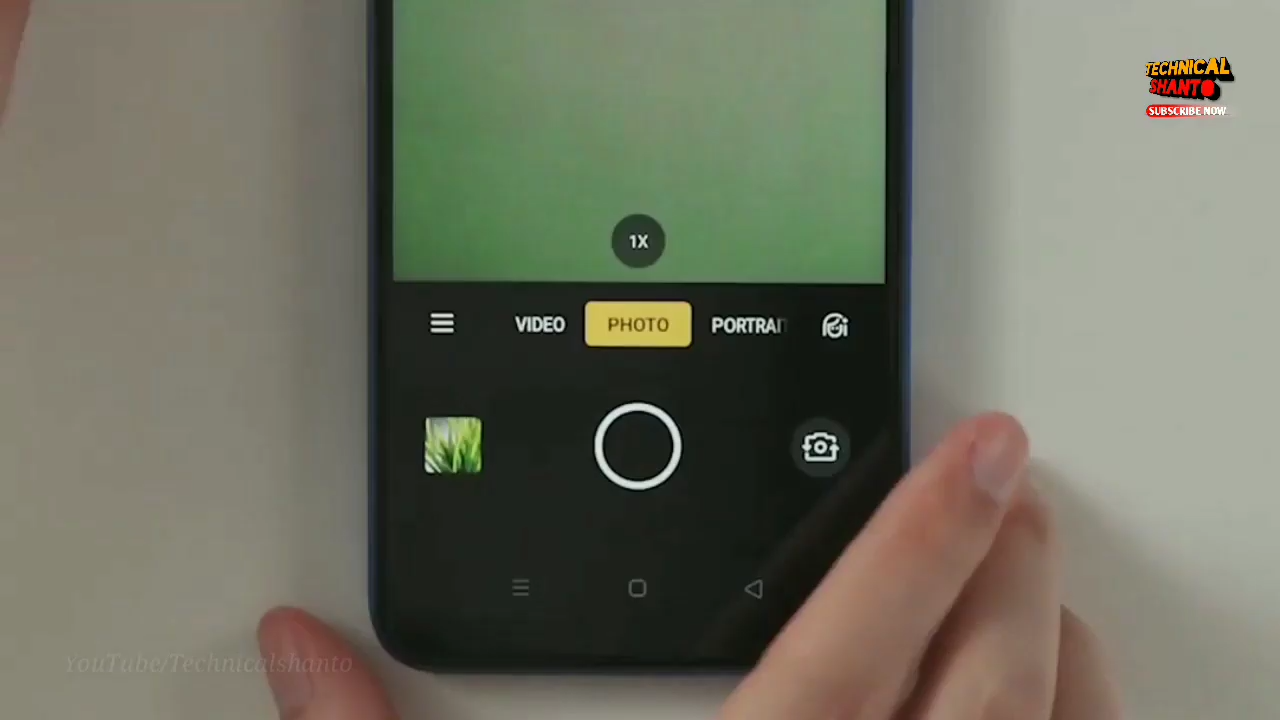 TECHNICAL
SHANTO
SUBSCRIBE NOW
1X
VIDEO
PHOTO
PORTRAI
YouTube/Technicalshanto